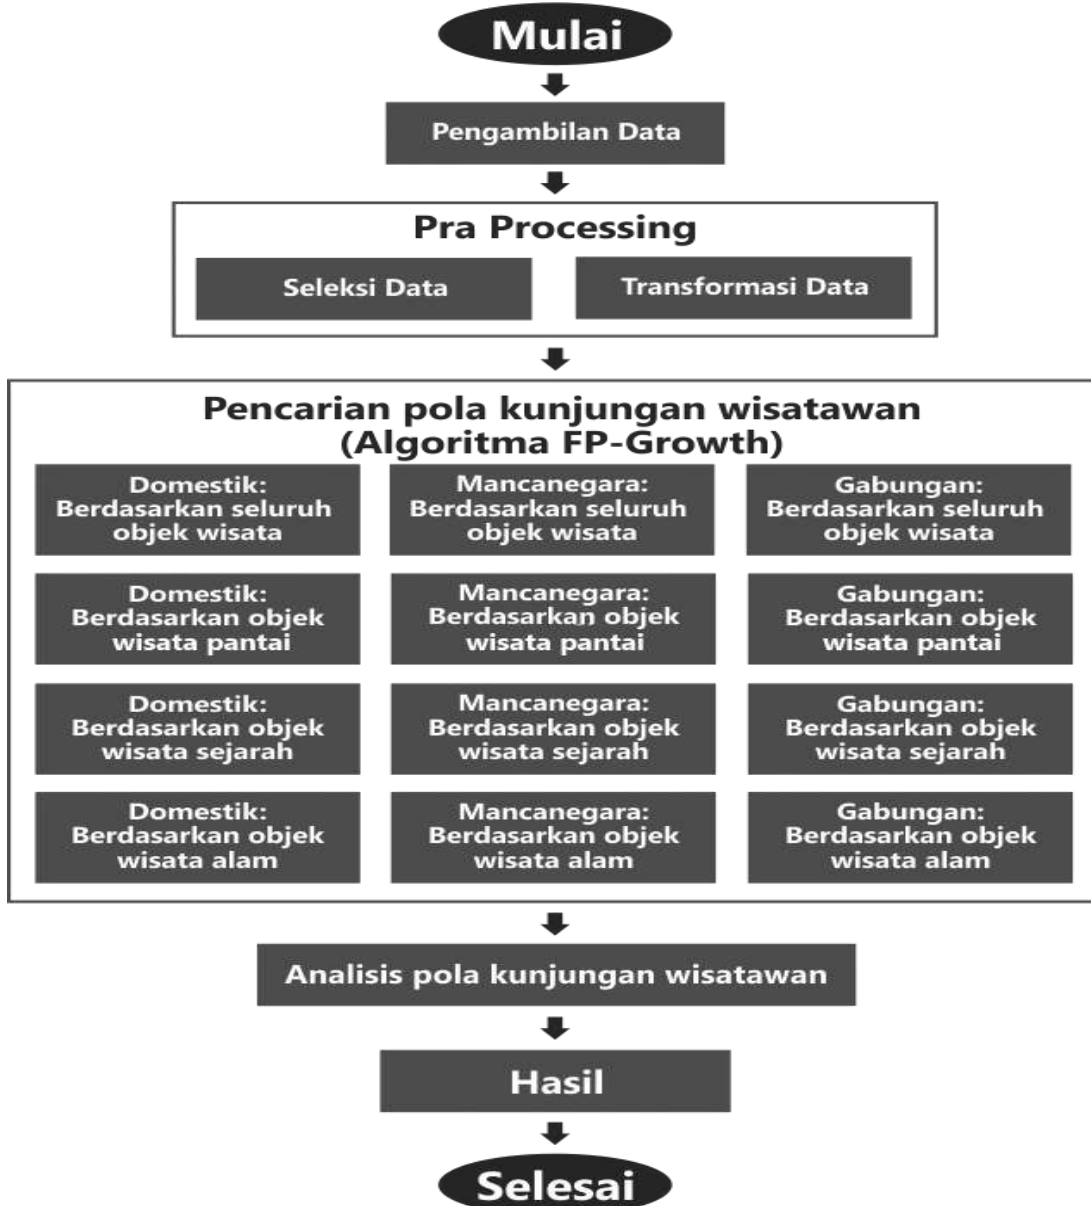 Mulai
Pengambilan Data
Pra Processing
Seleksi Data
Transformasi Data
Pencarian pola kunjungan wisatawan
(Algoritma FP-Growth)
Domestik:
Berdasarkan seluruh
objek wisata
Mancanegara:
Berdasarkan seluruh
objek wisata
Gabungan:
Berdasarkan seluruh
objek wisata
Domestik:
Berdasarkan objek
wisata pantai
Mancanegara:
Berdasarkan objek
wisata pantai
Gabungan:
Berdasarkan objek
wisata pantai
Domestik:
Berdasarkan objek
wisata sejarah
Mancanegara:
Berdasarkan objek
wisata sejarah
Gabungan:
Berdasarkan objek
wisata sejarah
Domestik:
Berdasarkan objek
wisata alam
Mancanegara:
Berdasarkan objek
wisata alam
Gabungan:
Berdasarkan objek
wisata alam
Analisis pola kunjungan wisatawan
Hasil
Selesai